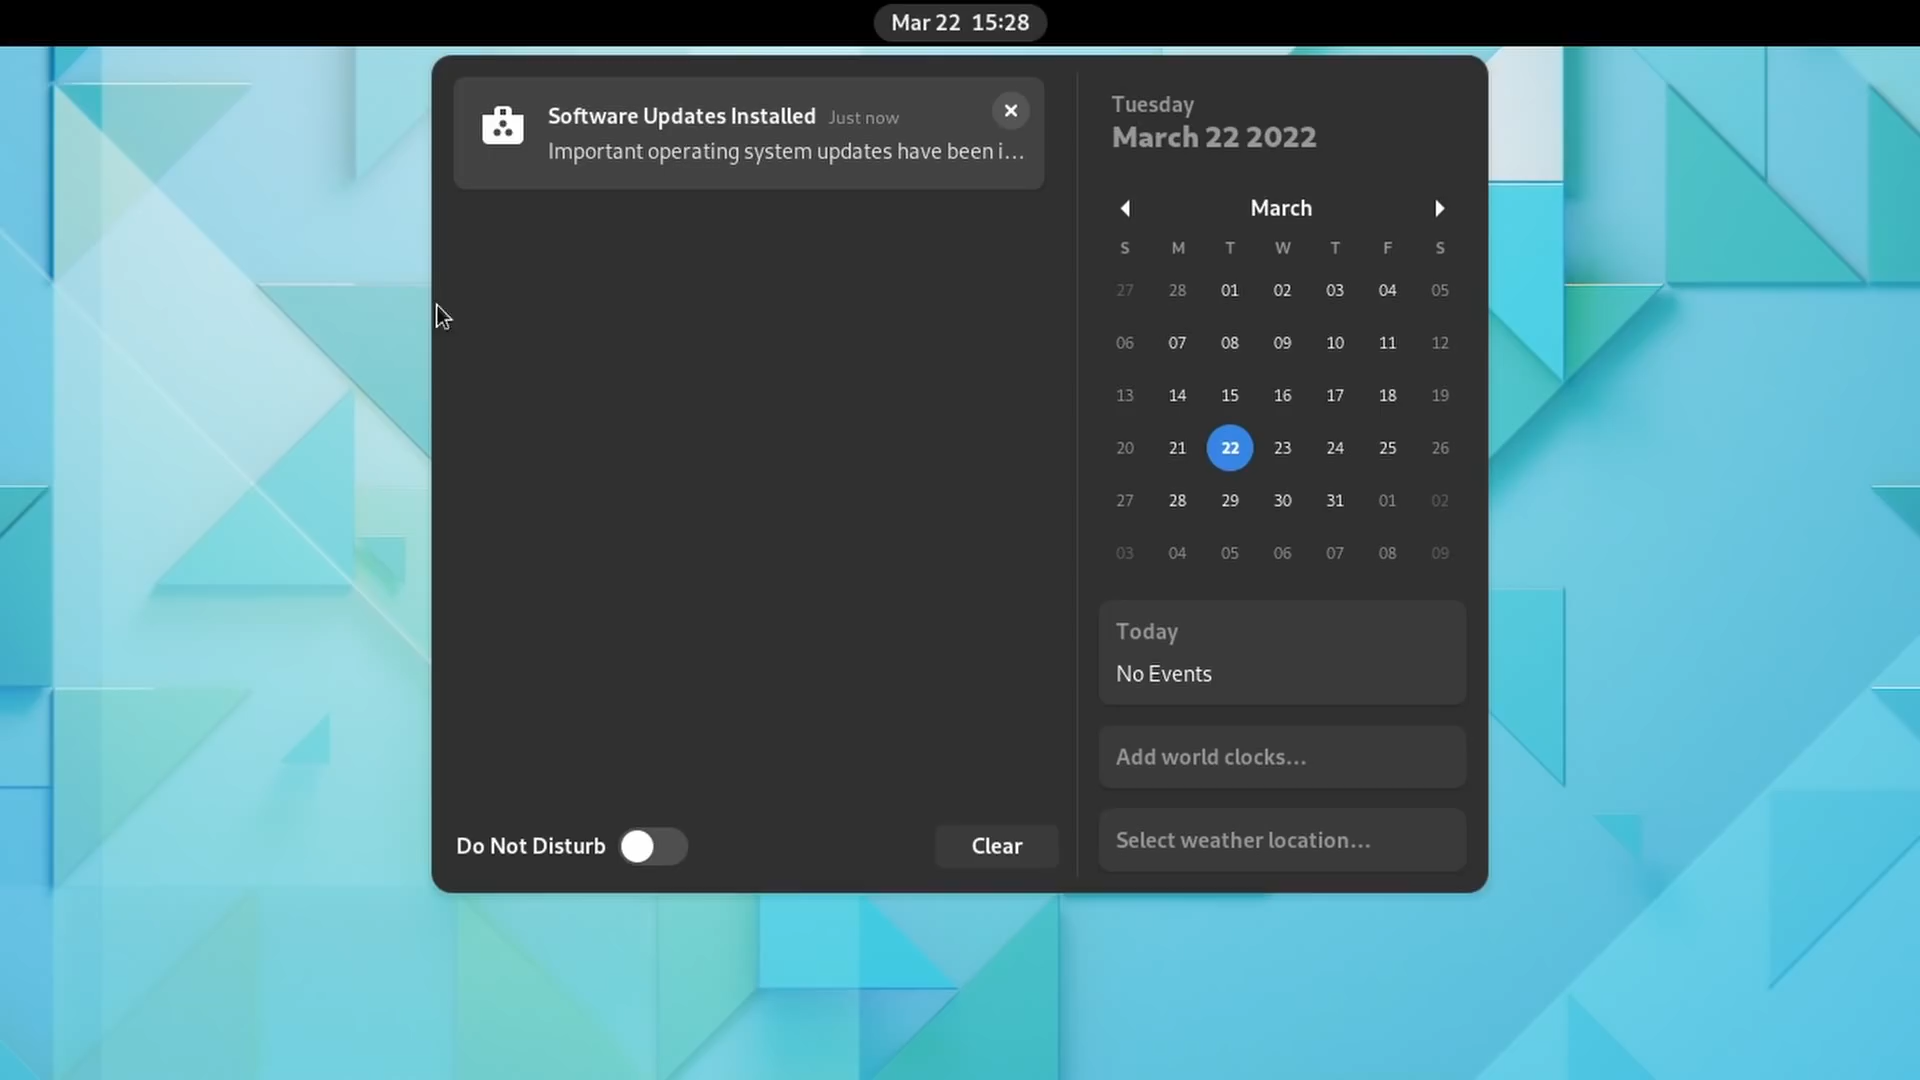 Mar 22 15:28
Software Updates Installed Just now
Important operating system updates have been i…
Do Not Disturb
Clear
Tuesday
March 22 2022
March
S M T W T F S
27 28 01 02 03 04 05
06 07 08 09 10 11 12
13 14 15 16 17 18 19
20 21 22 23 24 25 26
27 28 29 30 31 01 02
03 04 05 06 07 08 09
Today
No Events
Add world clocks…
Select weather location…